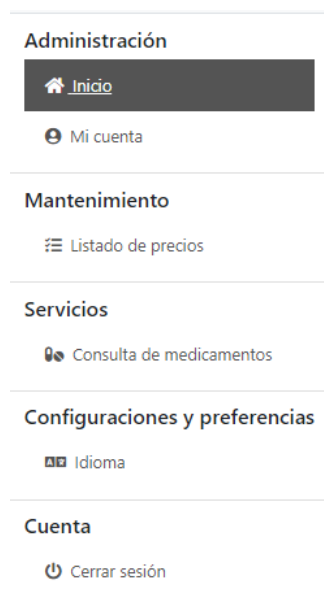 Administración
Inicio
Mi cuenta
Mantenimiento
Listado de precios
Servicios
Consulta de medicamentos
Configuraciones y preferencias
Idioma
Cuenta
Cerrar sesión